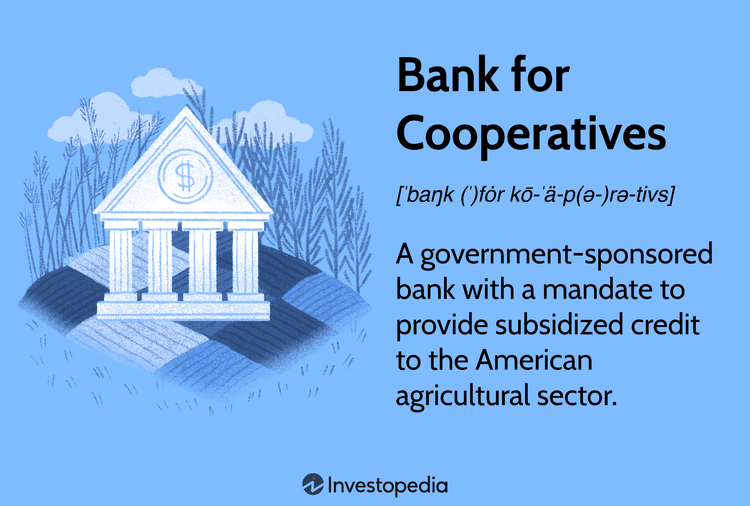 Bank for
Cooperatives
[ˈbaŋk (ˈ)fȯr kō-ˈä-p(ə-)rə-tivs]
A government-sponsored
bank with a mandate to
provide subsidized credit
to the American
agricultural sector.
$
Investopedia